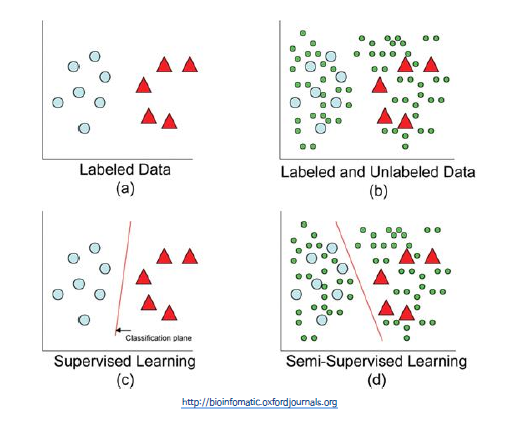 Labeled Data
(a)
Labeled and Unlabeled Data
(b)
Classification plane
Supervised Learning
(c)
Semi-Supervised Learning
(d)
http://bioinfomatic.oxfordjournals.org